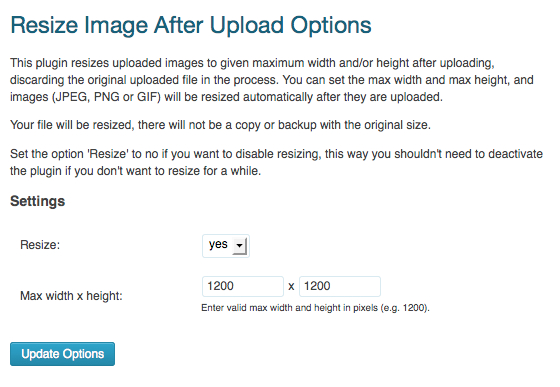 Resize Image After Upload Options
This plugin resizes uploaded images to given maximum width and/or height after uploading,
discarding the original uploaded file in the process. You can set the max width and max height, and
images (JPEG, PNG or GIF) will be resized automatically after they are uploaded.
Your file will be resized, there will not be a copy or backup with the original size.
Set the option 'Resize' to no if you want to disable resizing, this way you shouldn't need to deactivate
the plugin if you don't want to resize for a while.
Settings
Resize: yes
Max width x height: 1200 x 1200
Enter valid max width and height in pixels (e.g. 1200).
Update Options